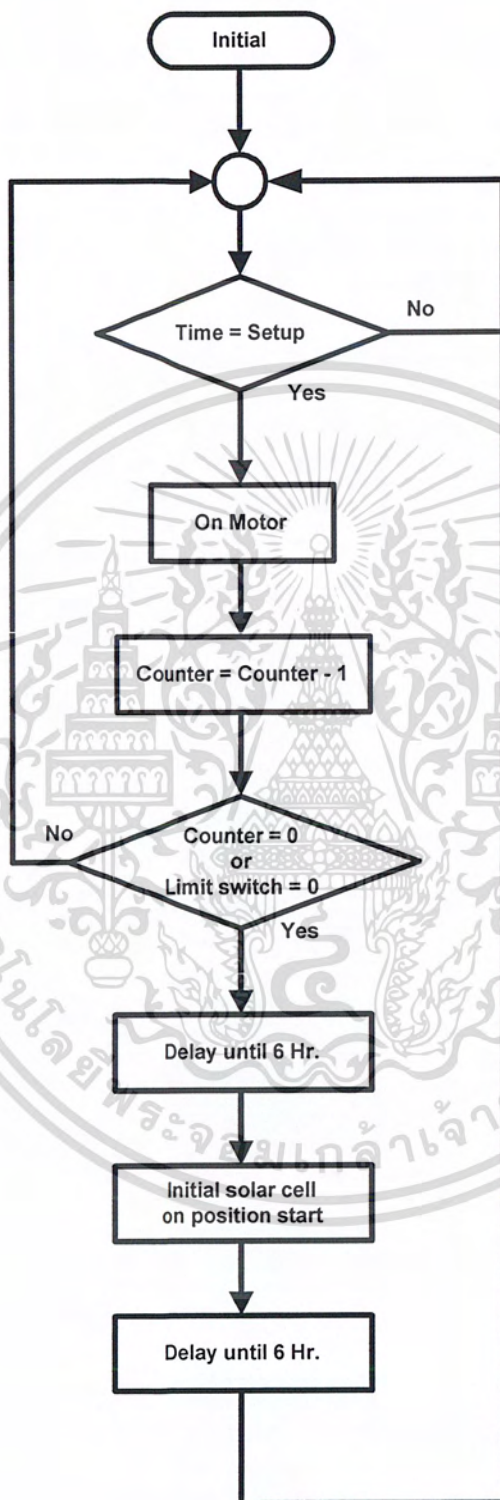 Initial
Time = Setup
No
Yes
On Motor
Counter = Counter - 1
No
Counter = 0
or
Limit switch = 0
Yes
Delay until 6 Hr.
Initial solar cell
on position start
Delay until 6 Hr.